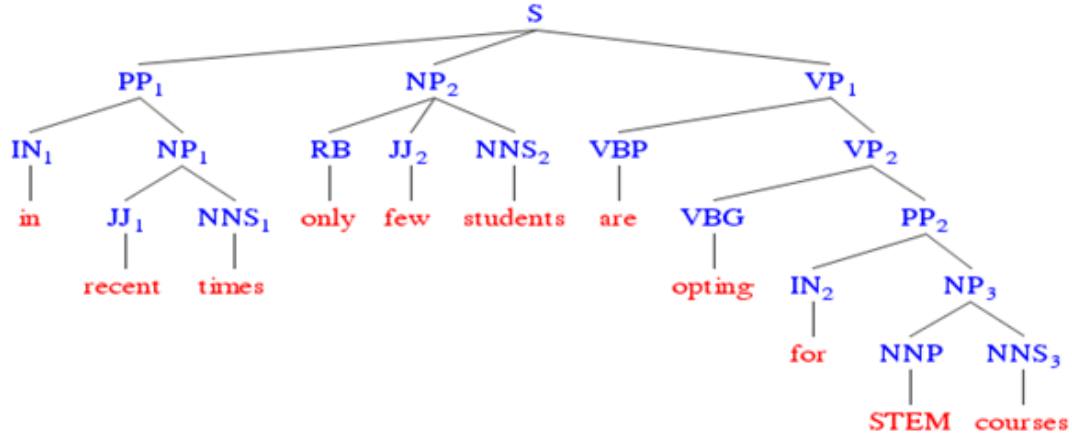 S
PP₁ NP₂ VP₁
IN₁ NP₁ RB JJ₂ NNS₂ VBP VP₂
in JJ₁ NNS₁ only few students are VBG PP₂
recent times opting IN₂ NP₃
for NNP NNS₃
STEM courses